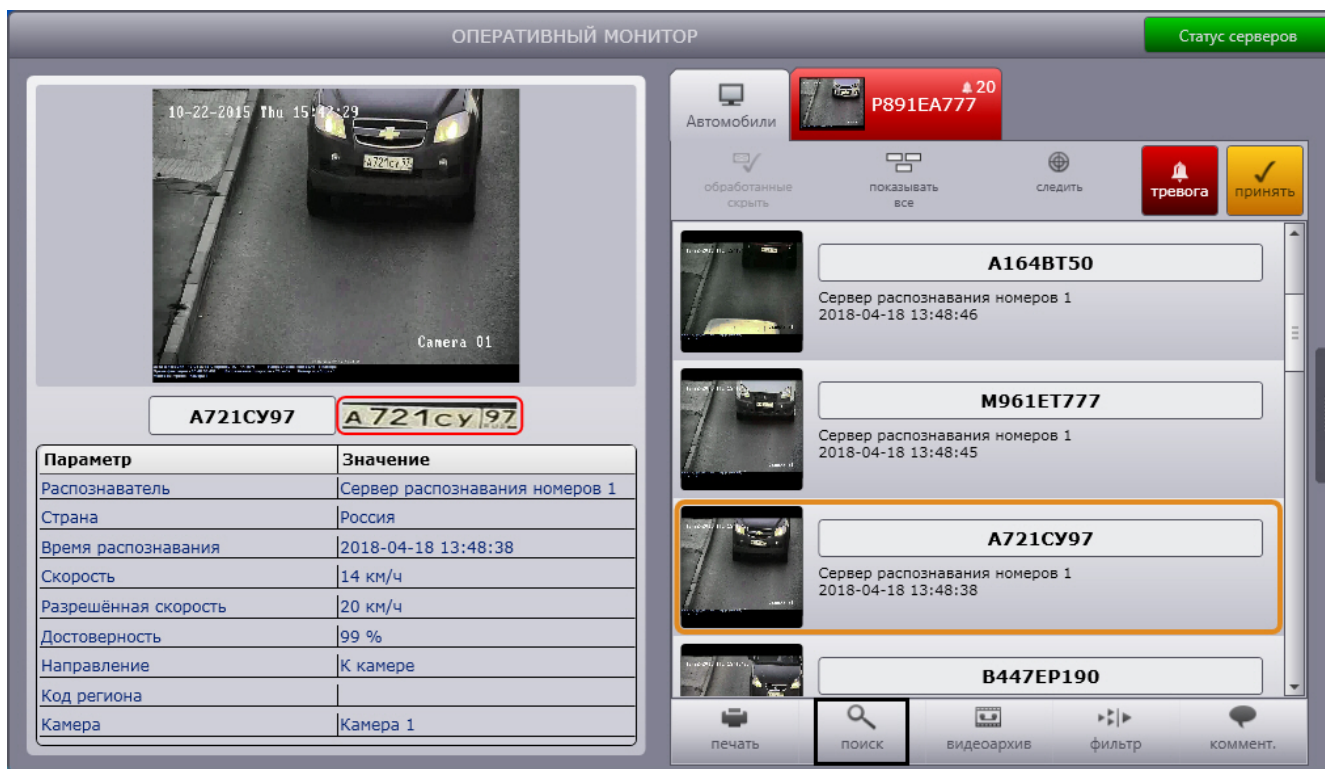 ОПЕРАТИВНЫЙ МОНИТОР
Статус серверов
10-22-2015 Thu 15:42:29
Camera 01
А721СУ97
А721су 97
Параметр Значение
Распознаватель Сервер распознавания номеров 1
Страна Россия
Время распознавания 2018-04-18 13:48:38
Скорость 14 км/ч
Разрешённая скорость 20 км/ч
Достоверность 99 %
Направление К камере
Код региона
Камера Камера 1
Автомобили
20
Р891ЕА777
обработанные
скрыть
показывать
все
следить
тревога
принять
А164ВТ50
Сервер распознавания номеров 1
2018-04-18 13:48:46
М961ЕТ777
Сервер распознавания номеров 1
2018-04-18 13:48:45
А721СУ97
Сервер распознавания номеров 1
2018-04-18 13:48:38
В447ЕР190
печать
поиск
видеоархив
фильтр
коммент.